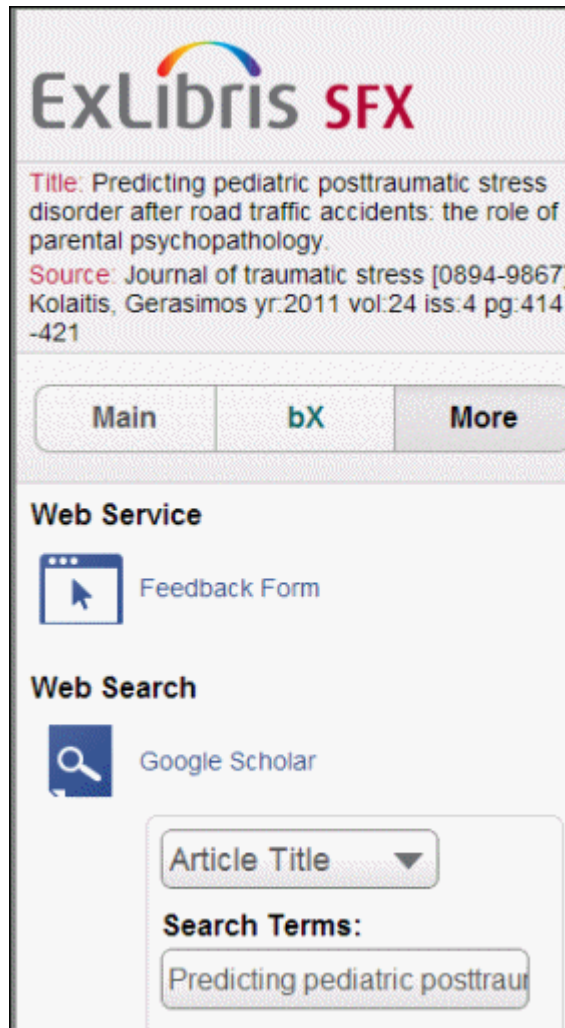 ExLibris SFX
Title: Predicting pediatric posttraumatic stress
disorder after road traffic accidents: the role of
parental psychopathology.
Source: Journal of traumatic stress [0894-9867]
Kolaitis, Gerasimos yr:2011 vol:24 iss:4 pg:414
-421
Main bX More
Web Service
Feedback Form
Web Search
Google Scholar
Article Title
Search Terms:
Predicting pediatric posttraur